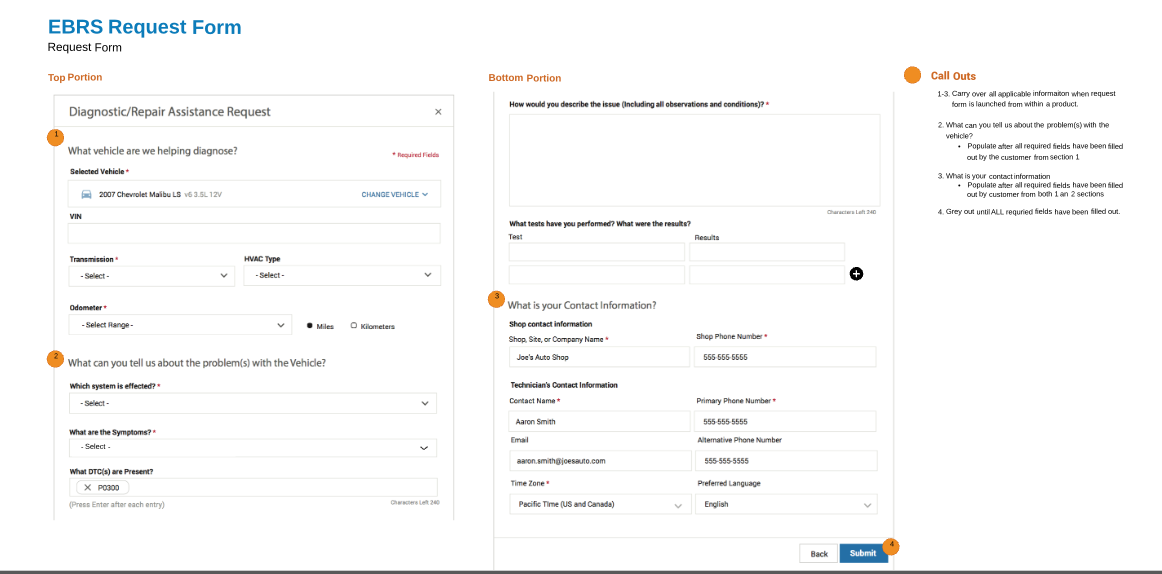 EBRS Request Form
Request Form
Top Portion
Diagnostic/Repair Assistance Request
×
1
What vehicle are we helping diagnose?
* Required Fields
Selected Vehicle *
2007 Chevrolet Malibu LS v6 3.5L 12V
CHANGE VEHICLE
VIN
Transmission *
HVAC Type
- Select -
- Select -
Odometer *
- Select Range -
Miles
Kilometers
2
What can you tell us about the problem(s) with the Vehicle?
Which system is effected? *
- Select -
What are the Symptoms? *
- Select -
What DTC(s) are Present?
× P0300
(Press Enter after each entry)
Characters Left 240
Bottom Portion
How would you describe the issue (Including all observations and conditions)? *
Characters Left 240
What tests have you performed? What were the results?
Test
Results
3
What is your Contact Information?
Shop contact information
Shop, Site, or Company Name *
Shop Phone Number *
Joe's Auto Shop
555-555-5555
Technician's Contact Information
Contact Name *
Primary Phone Number *
Aaron Smith
555-555-5555
Email
Alternative Phone Number
aaron.smith@joesauto.com
555-555-5555
Time Zone *
Preferred Language
Pacific TIme (US and Canada)
English
Back
Submit
4
Call Outs
1-3. Carry over all applicable informaiton when request
form is launched from within a product.
2. What can you tell us about the problem(s) with the
vehicle?
• Populate after all required fields have been filled
out by the customer from section 1
3. What is your contact information
• Populate after all required fields have been filled
out by customer from both 1 an 2 sections
4. Grey out until ALL requried fields have been filled out.